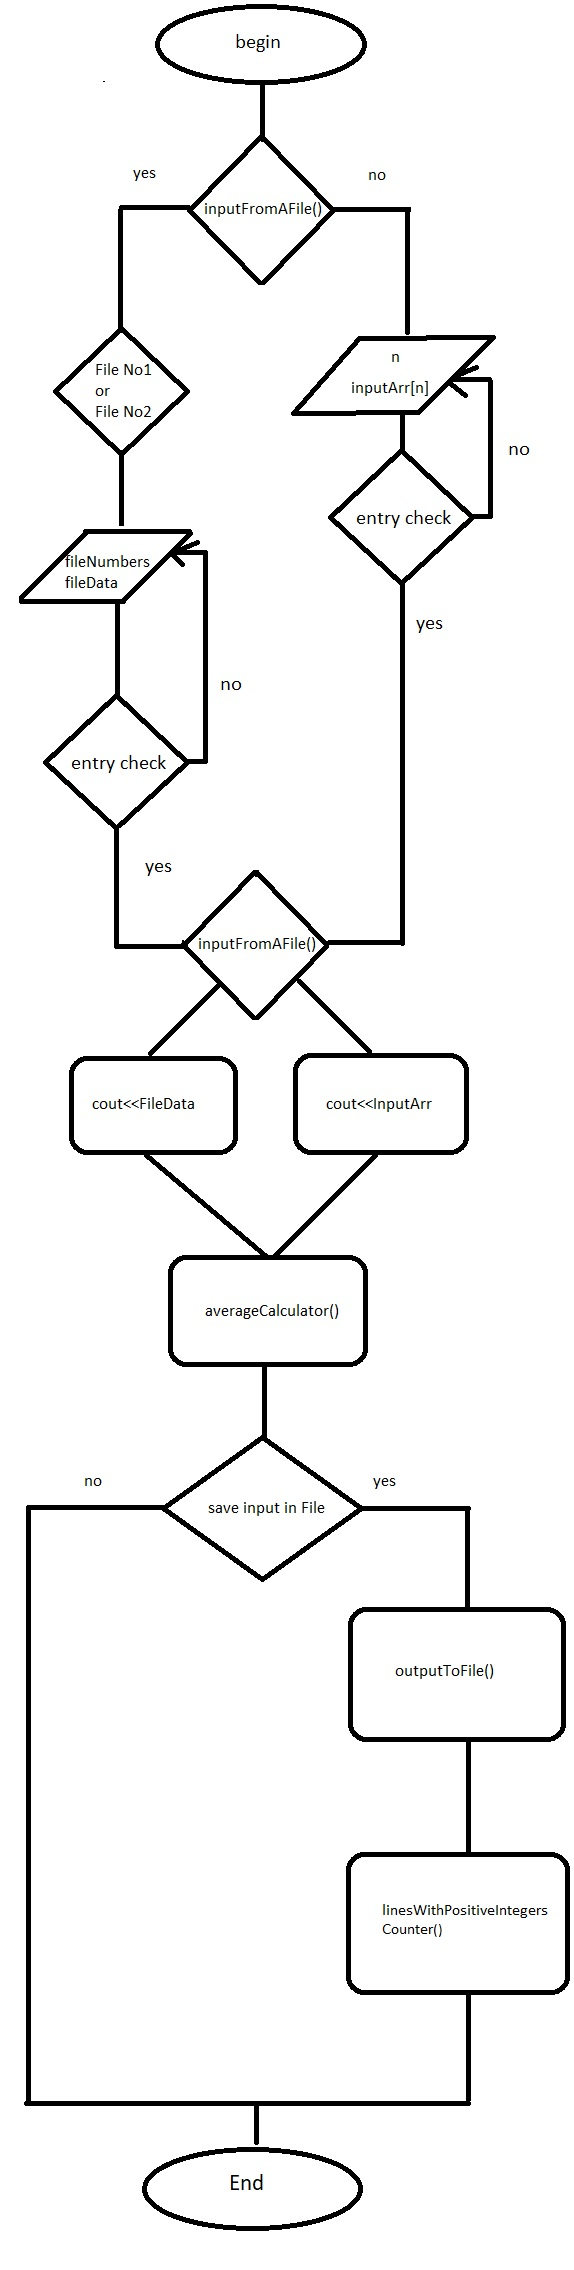 begin
yes
no
inputFromAFile()
File No1
or
File No2
n
inputArr[n]
no
entry check
fileNumbers
fileData
yes
no
entry check
yes
inputFromAFile()
cout<<FileData
cout<<InputArr
averageCalculator()
no
yes
save input in File
outputToFile()
linesWithPositiveIntegers
Counter()
End